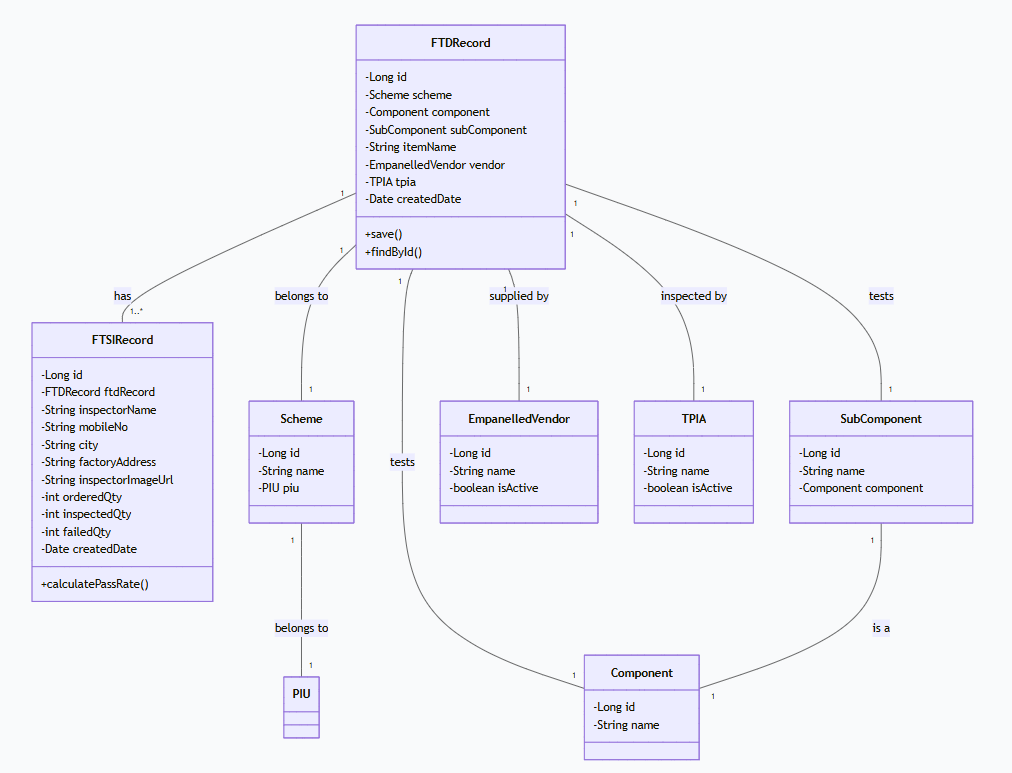 FTDRecord
-Long id
-Scheme scheme
-Component component
-SubComponent subComponent
-String itemName
-EmpanelledVendor vendor
-TPIA tpia
-Date createdDate
+save()
+findById()
1
1
1
1
1
1
has
belongs to
supplied by
inspected by
tests
1..*
FTSIRecord
-Long id
-FTDRecord ftdRecord
-String inspectorName
-String mobileNo
-String city
-String factoryAddress
-String inspectorImageUrl
-int orderedQty
-int inspectedQty
-int failedQty
-Date createdDate
+calculatePassRate()
1
1
1
1
Scheme
-Long id
-String name
-PIU piu
tests
EmpanelledVendor
-Long id
-String name
-boolean isActive
TPIA
-Long id
-String name
-boolean isActive
SubComponent
-Long id
-String name
-Component component
1
1
belongs to
is a
1
1
1
PIU
Component
-Long id
-String name